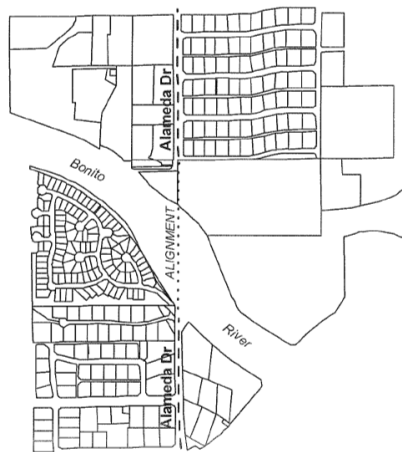 Alameda Dr
Bonito
ALIGNMENT
River
Alameda Dr